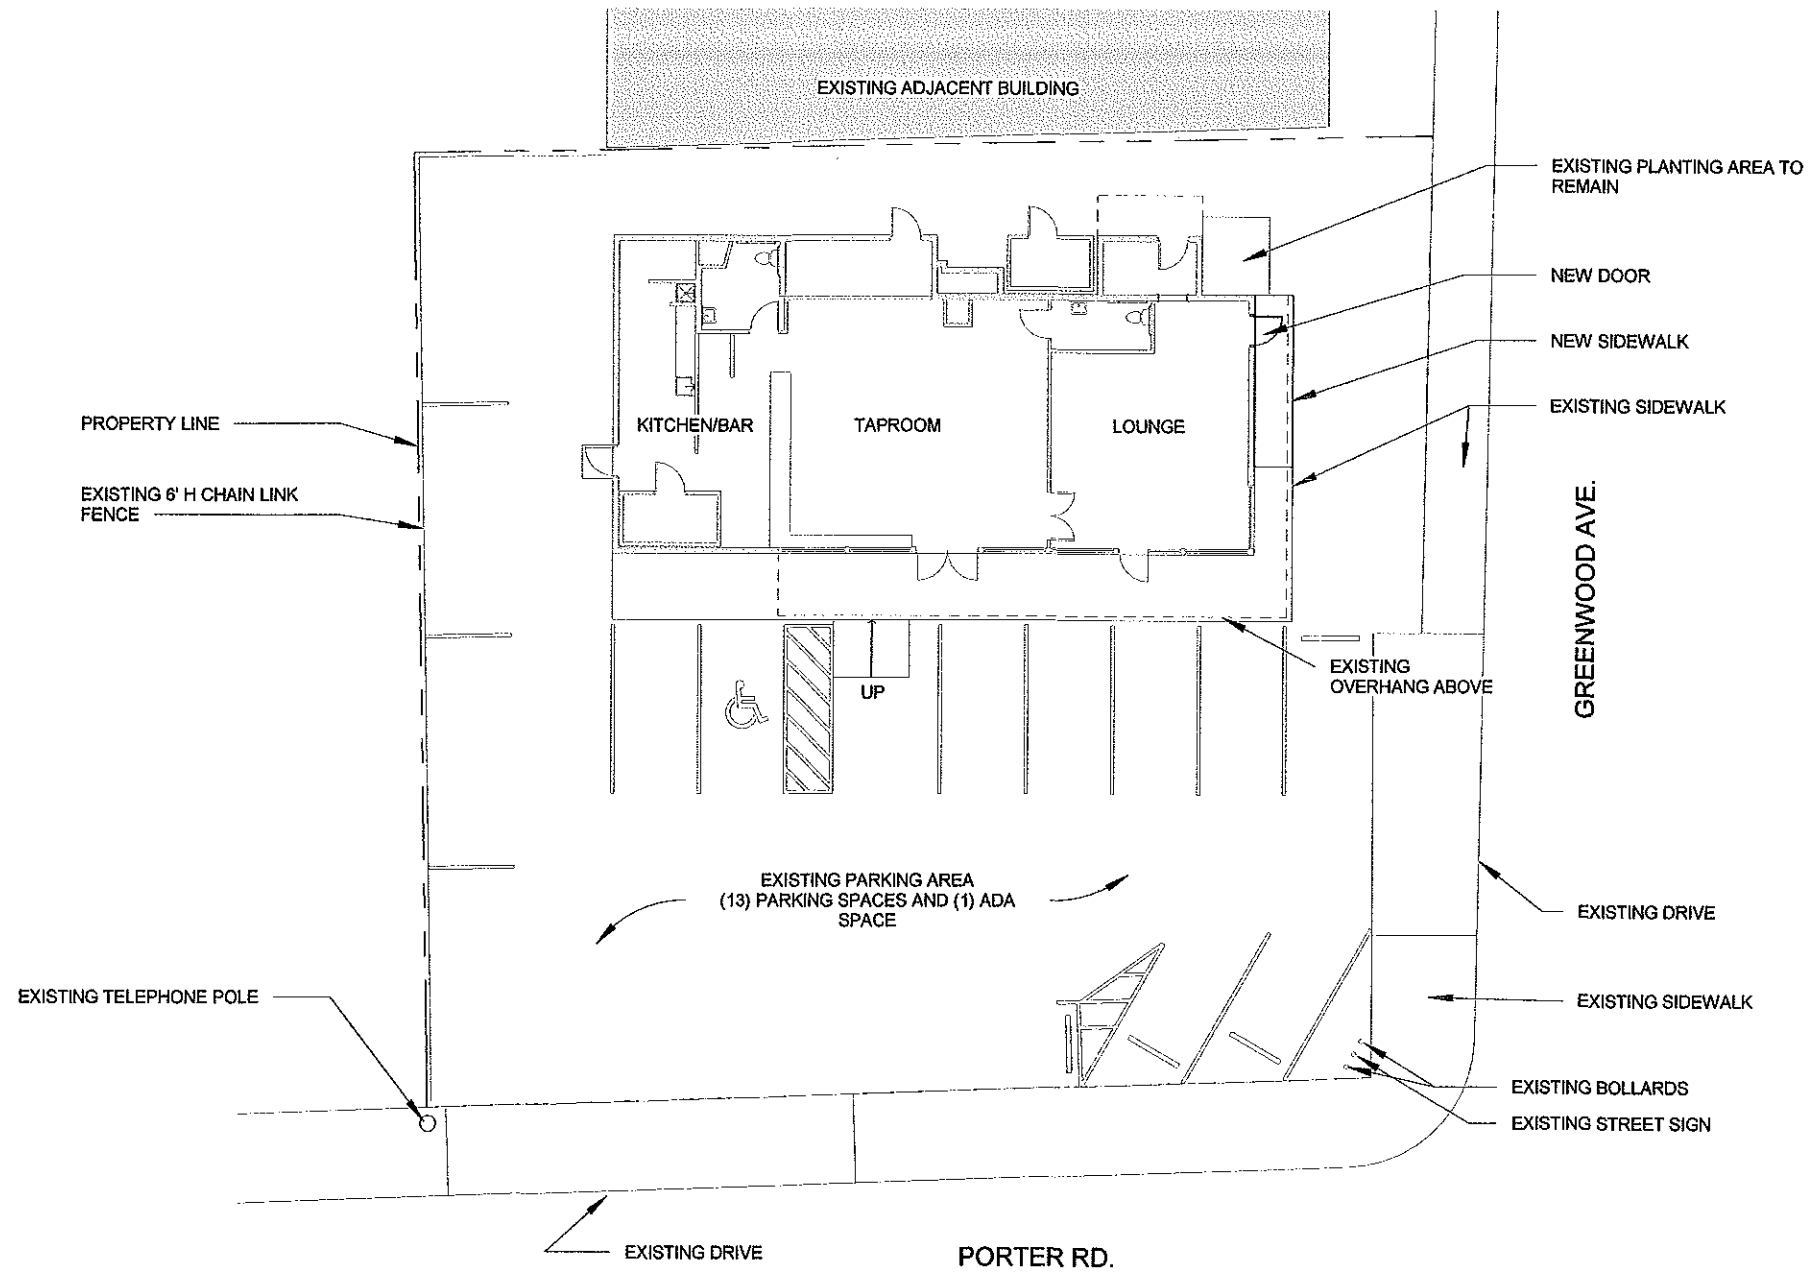 EXISTING ADJACENT BUILDING
EXISTING PLANTING AREA TO
REMAIN
NEW DOOR
NEW SIDEWALK
EXISTING SIDEWALK
PROPERTY LINE
EXISTING 6' H CHAIN LINK
FENCE
KITCHEN/BAR
TAPROOM
LOUNGE
GREENWOOD AVE.
EXISTING
OVERHANG ABOVE
UP
EXISTING PARKING AREA
(13) PARKING SPACES AND (1) ADA
SPACE
EXISTING DRIVE
EXISTING TELEPHONE POLE
EXISTING SIDEWALK
EXISTING BOLLARDS
EXISTING STREET SIGN
EXISTING DRIVE
PORTER RD.